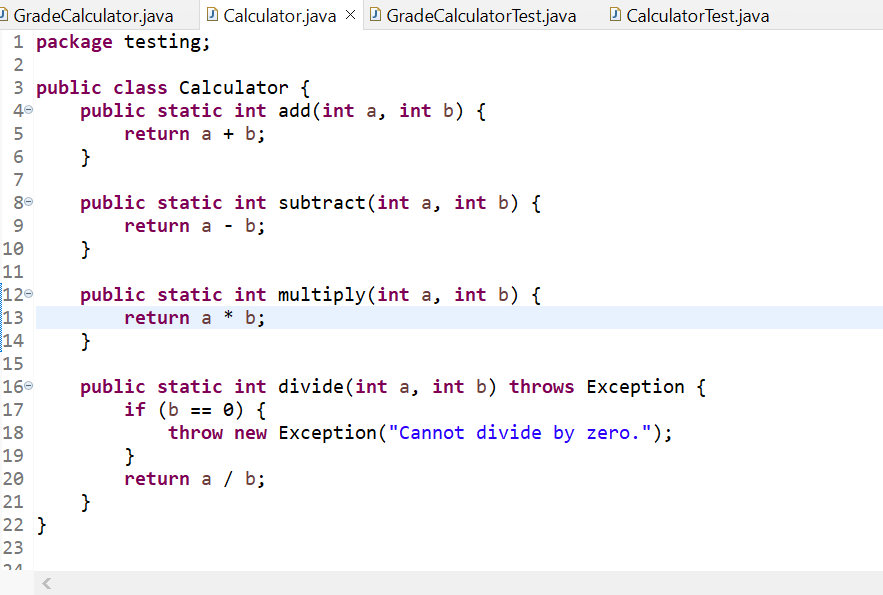 GradeCalculator.java Calculator.java GradeCalculatorTest.java CalculatorTest.java
1 package testing;
2
3 public class Calculator {
4 public static int add(int a, int b) {
5 return a + b;
6 }
7
8 public static int subtract(int a, int b) {
9 return a - b;
10 }
11
12 public static int multiply(int a, int b) {
13 return a * b;
14 }
15
16 public static int divide(int a, int b) throws Exception {
17 if (b == 0) {
18 throw new Exception("Cannot divide by zero.");
19 }
20 return a / b;
21 }
22 }
23
24